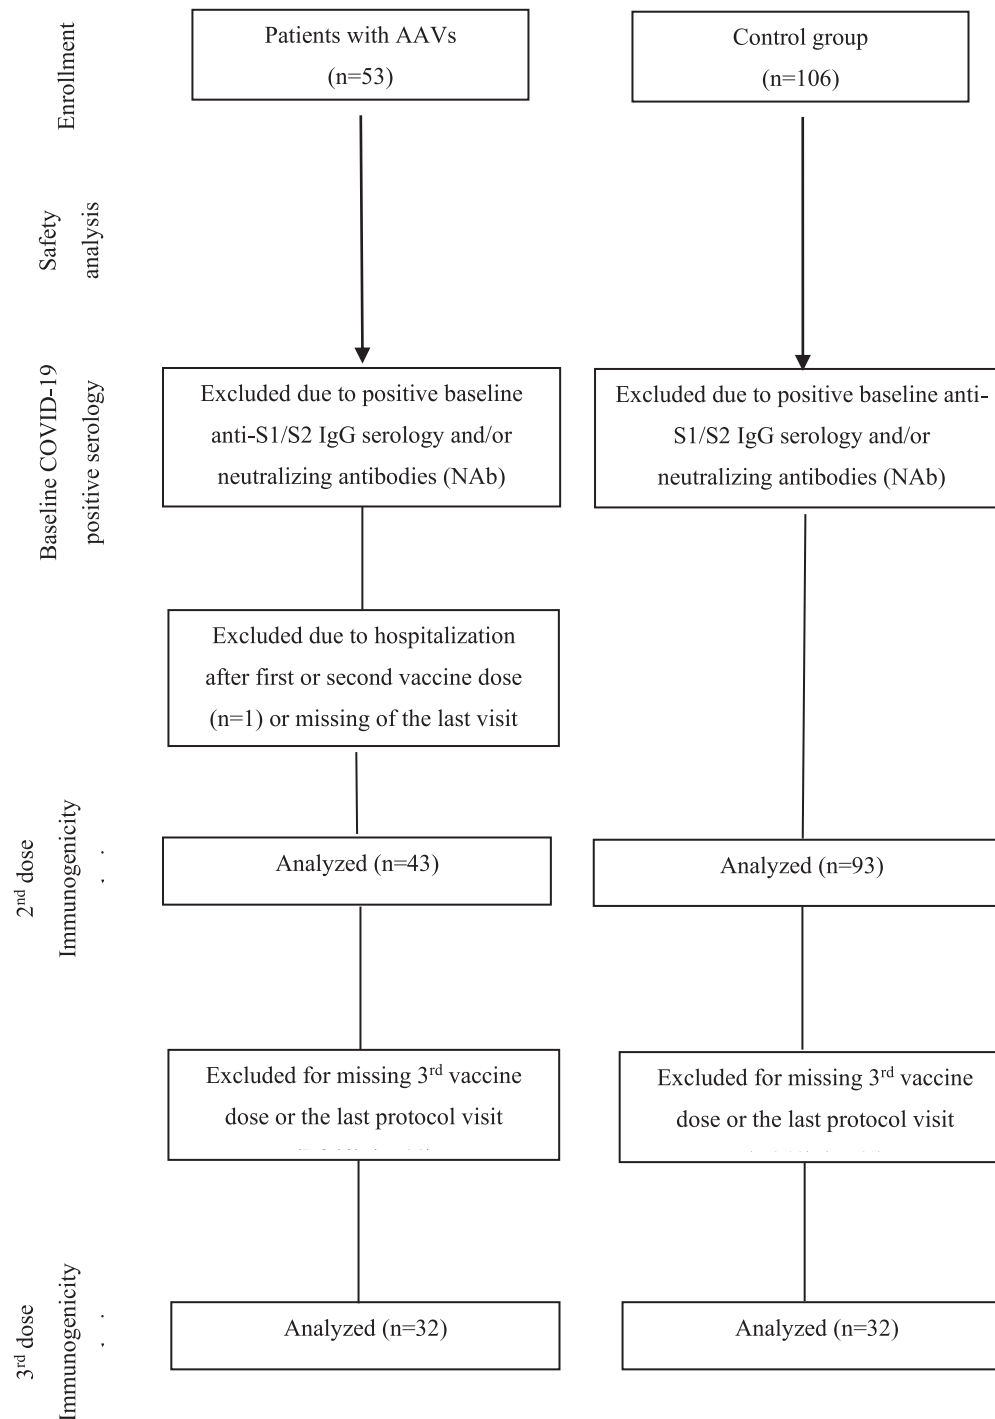 Enrollment
Patients with AAVs
(n=53)
Control group
(n=106)
Safety
analysis
Baseline COVID-19
positive serology
Excluded due to positive baseline
anti-S1/S2 IgG serology and/or
neutralizing antibodies (NAb)
Excluded due to positive baseline anti-
S1/S2 IgG serology and/or
neutralizing antibodies (NAb)
Excluded due to hospitalization
after first or second vaccine dose
(n=1) or missing of the last visit
2nd dose
Immunogenicity
Analyzed (n=43)
Analyzed (n=93)
Excluded for missing 3rd vaccine
dose or the last protocol visit
Excluded for missing 3rd vaccine
dose or the last protocol visit
3rd dose
Immunogenicity
Analyzed (n=32)
Analyzed (n=32)